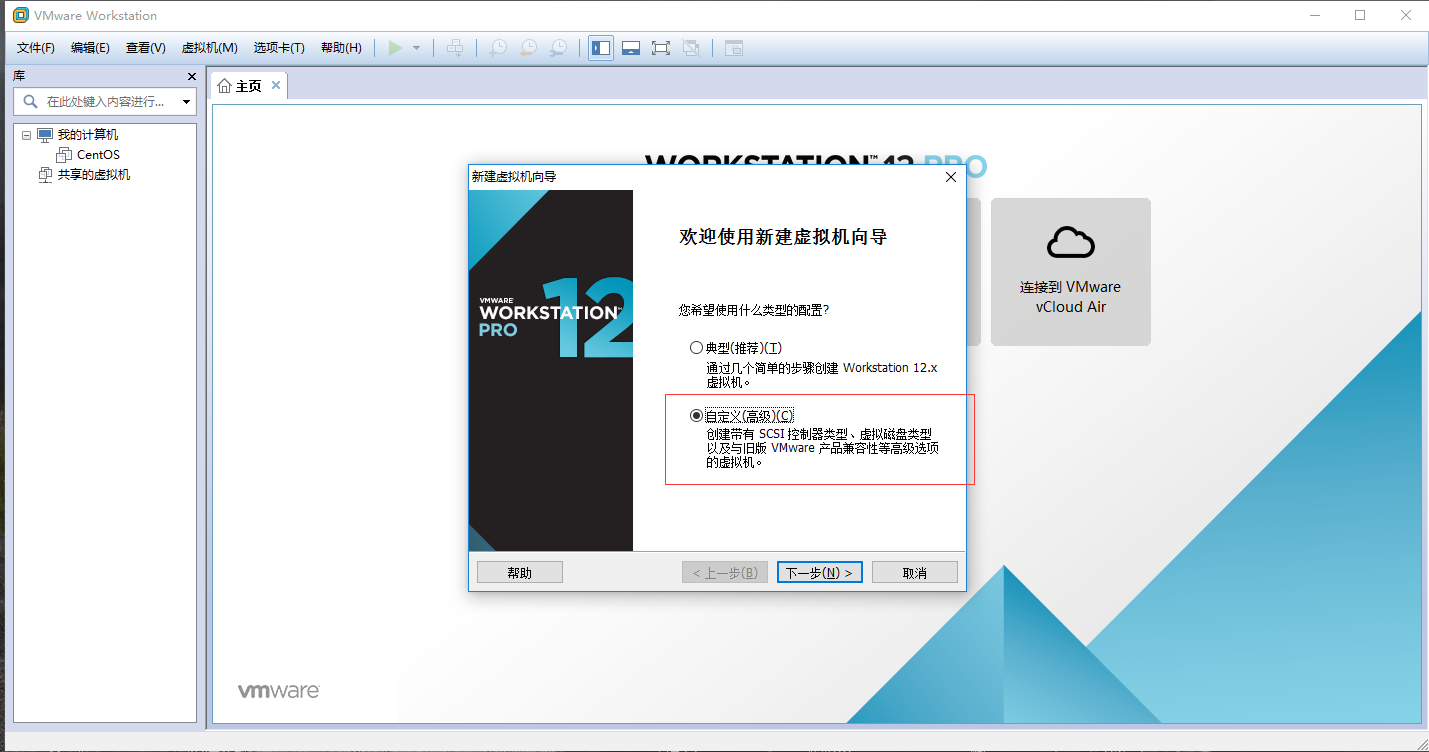 VMware Workstation
文件(F) 编辑(E) 查看(V) 虚拟机(M) 选项卡(T) 帮助(H)
库
主页
在此处键入内容进行...
我的计算机
CentOS
共享的虚拟机
WORKSTATION™ 12 PRO
连接到 VMware
vCloud Air
新建虚拟机向导
VMWARE
WORKSTATION™
PRO
12
欢迎使用新建虚拟机向导
您希望使用什么类型的配置?
典型(推荐)(T)
通过几个简单的步骤创建 Workstation 12.x
虚拟机。
自定义(高级)(C)
创建带有 SCSI 控制器类型、虚拟磁盘类型
以及与旧版 VMware 产品兼容性等高级选项
的虚拟机。
帮助
< 上一步(B)
下一步(N) >
取消
vmware